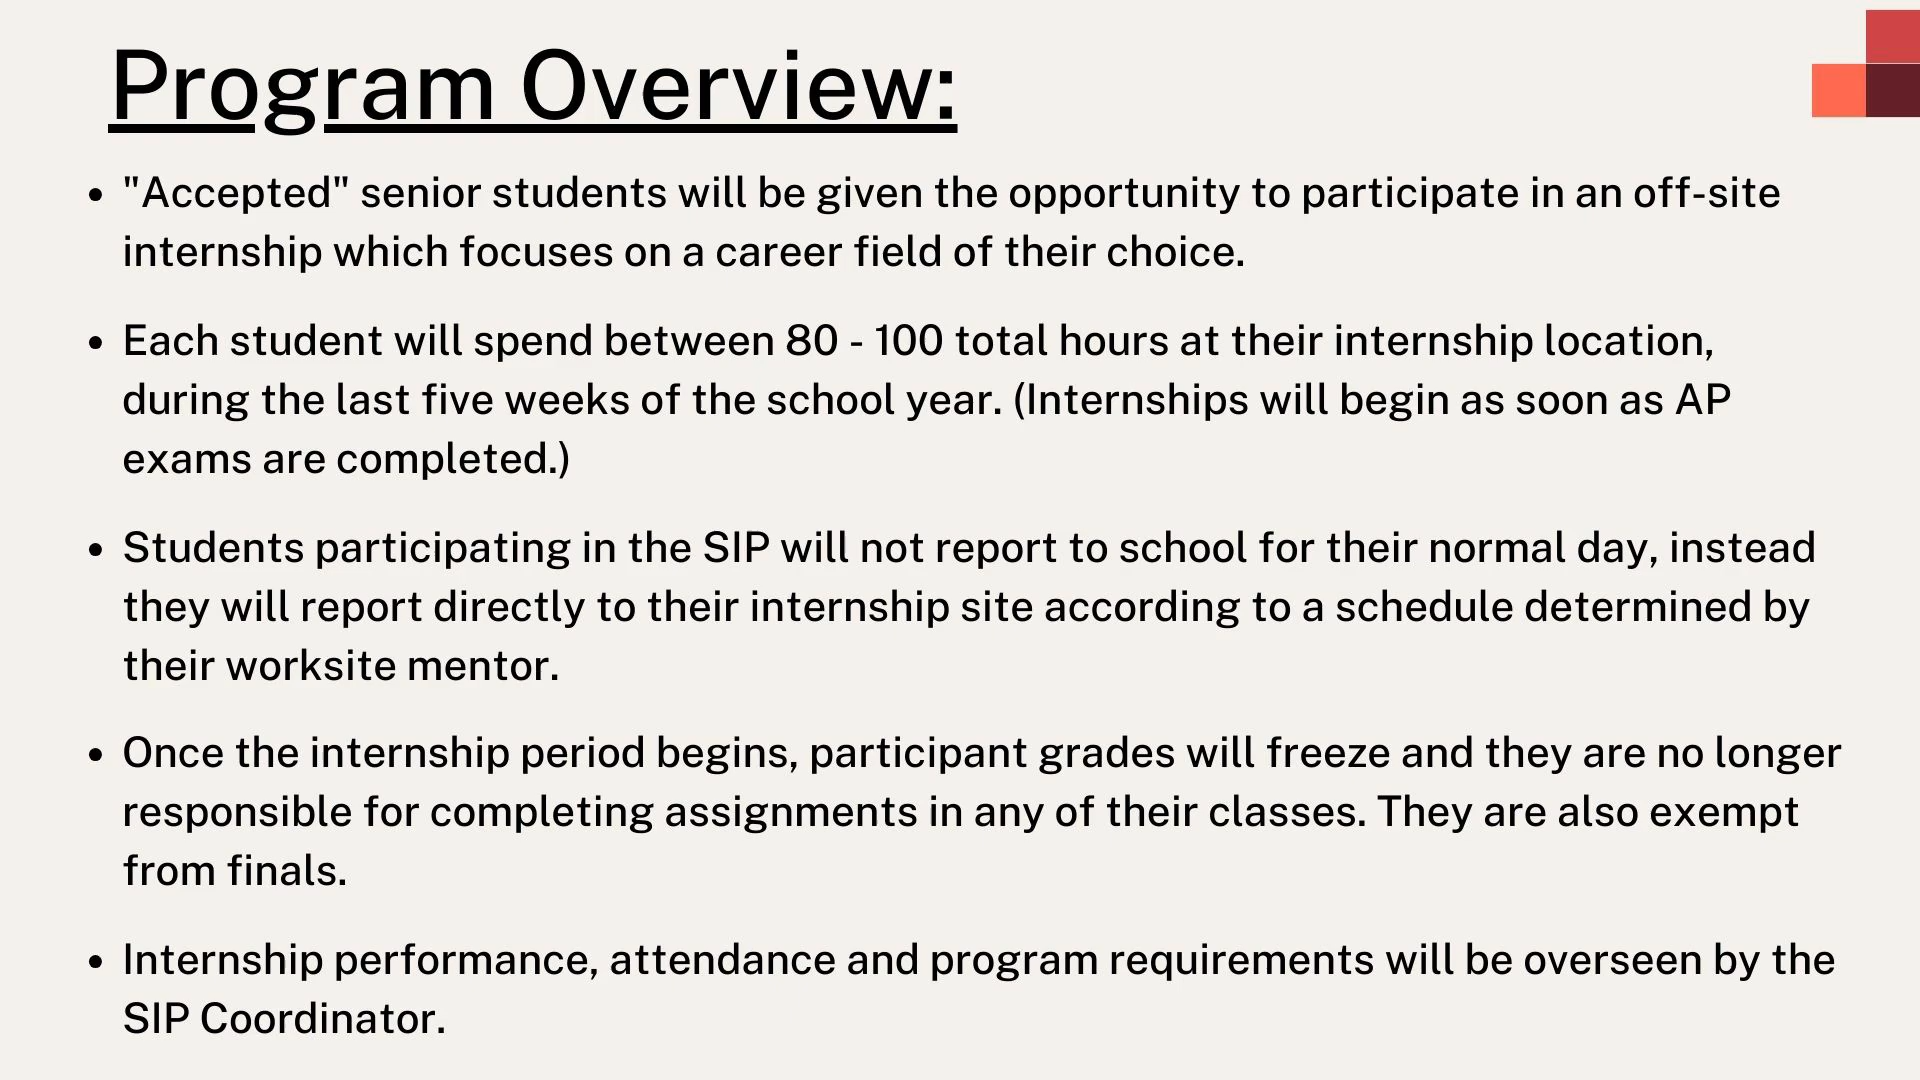 Program Overview:
• "Accepted" senior students will be given the opportunity to participate in an off-site
internship which focuses on a career field of their choice.
• Each student will spend between 80 - 100 total hours at their internship location,
during the last five weeks of the school year. (Internships will begin as soon as AP
exams are completed.)
• Students participating in the SIP will not report to school for their normal day, instead
they will report directly to their internship site according to a schedule determined by
their worksite mentor.
• Once the internship period begins, participant grades will freeze and they are no longer
responsible for completing assignments in any of their classes. They are also exempt
from finals.
• Internship performance, attendance and program requirements will be overseen by the
SIP Coordinator.